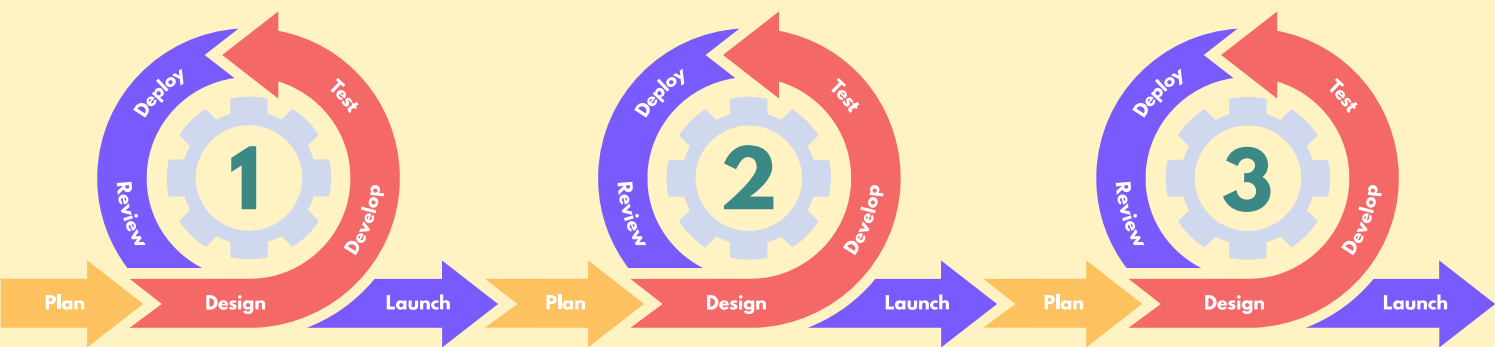 Plan
Design
Develop
Test
Deploy
Review
1
Launch
Plan
Design
Develop
Test
Deploy
Review
2
Launch
Plan
Design
Develop
Test
Deploy
Review
3
Launch